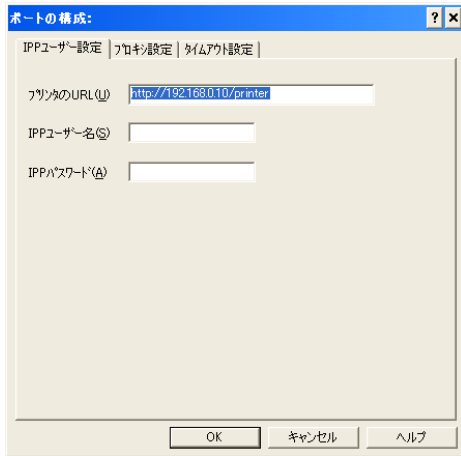 ポートの構成:
IPPユーザー設定 プロキシ設定 タイムアウト設定
プリンタのURL(U) http://192.168.0.10/printer
IPPユーザー名(S)
IPPパスワード(A)
OK キャンセル ヘルプ